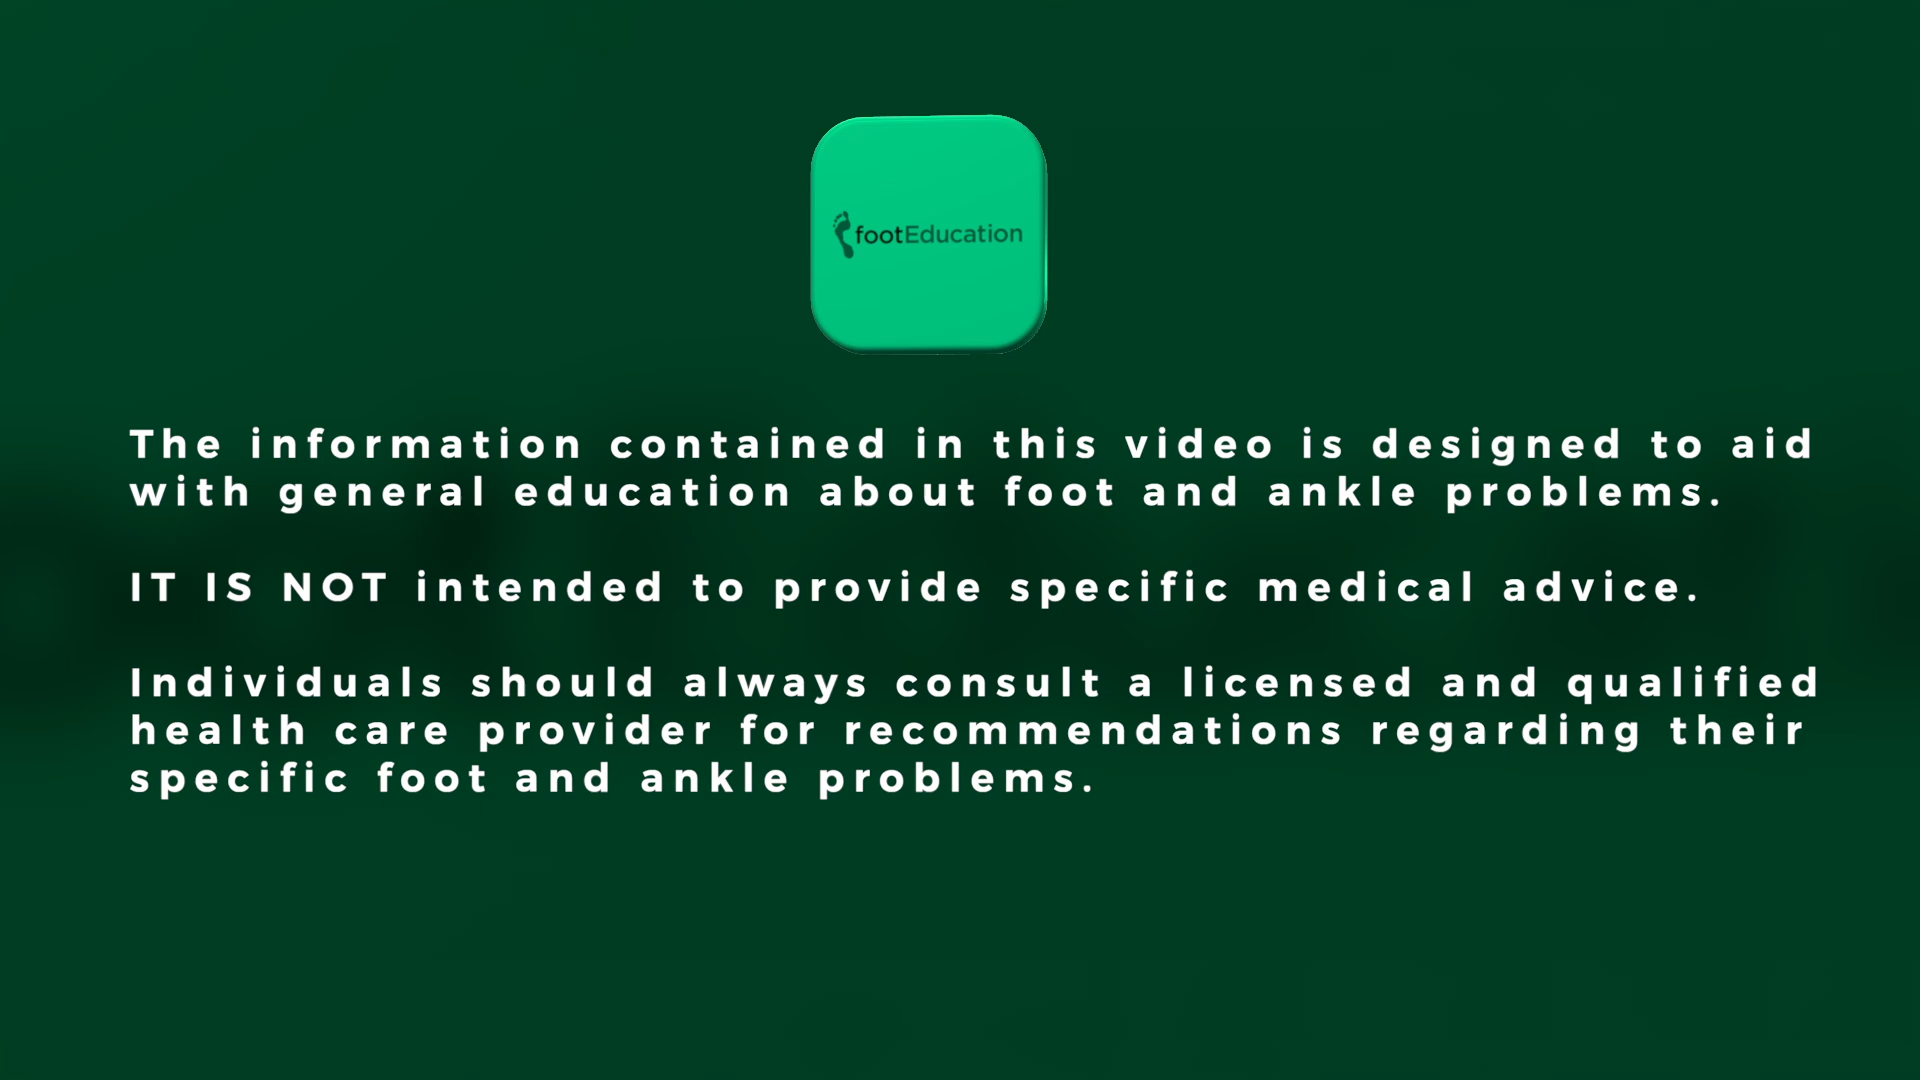 footEducation
The information contained in this video is designed to aid
with general education about foot and ankle problems.
IT IS NOT intended to provide specific medical advice.
Individuals should always consult a licensed and qualified
health care provider for recommendations regarding their
specific foot and ankle problems.